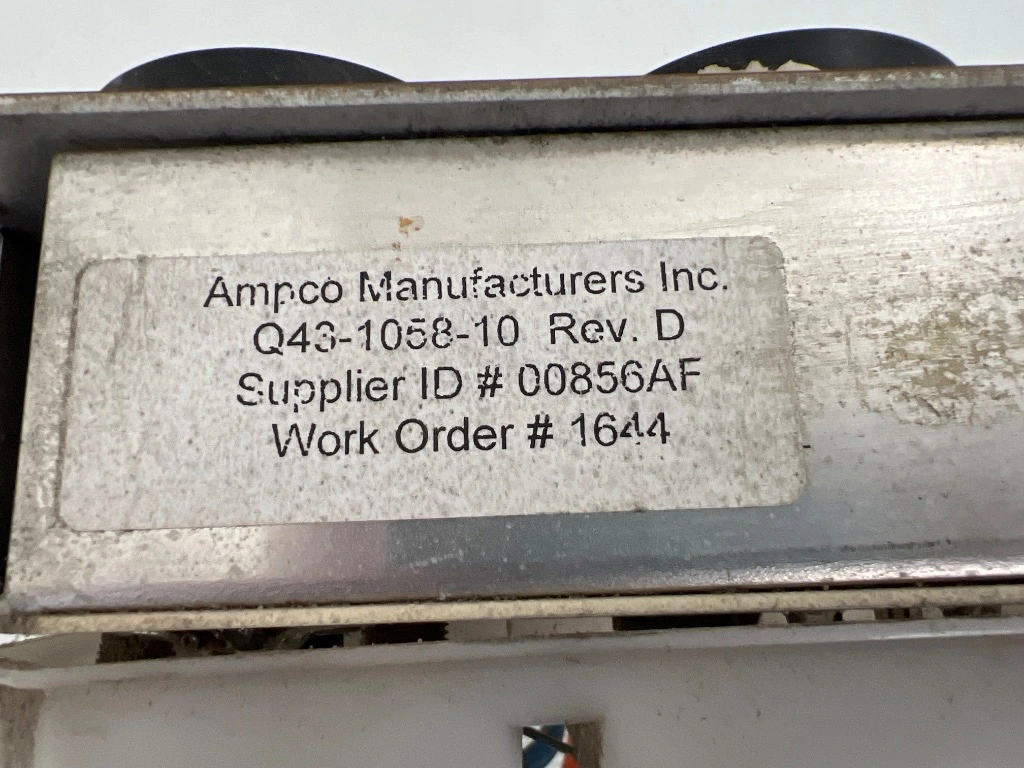 Ampco Manufacturers Inc.
Q43-1058-10 Rev. D
Supplier ID # 00856AF
Work Order # 1644